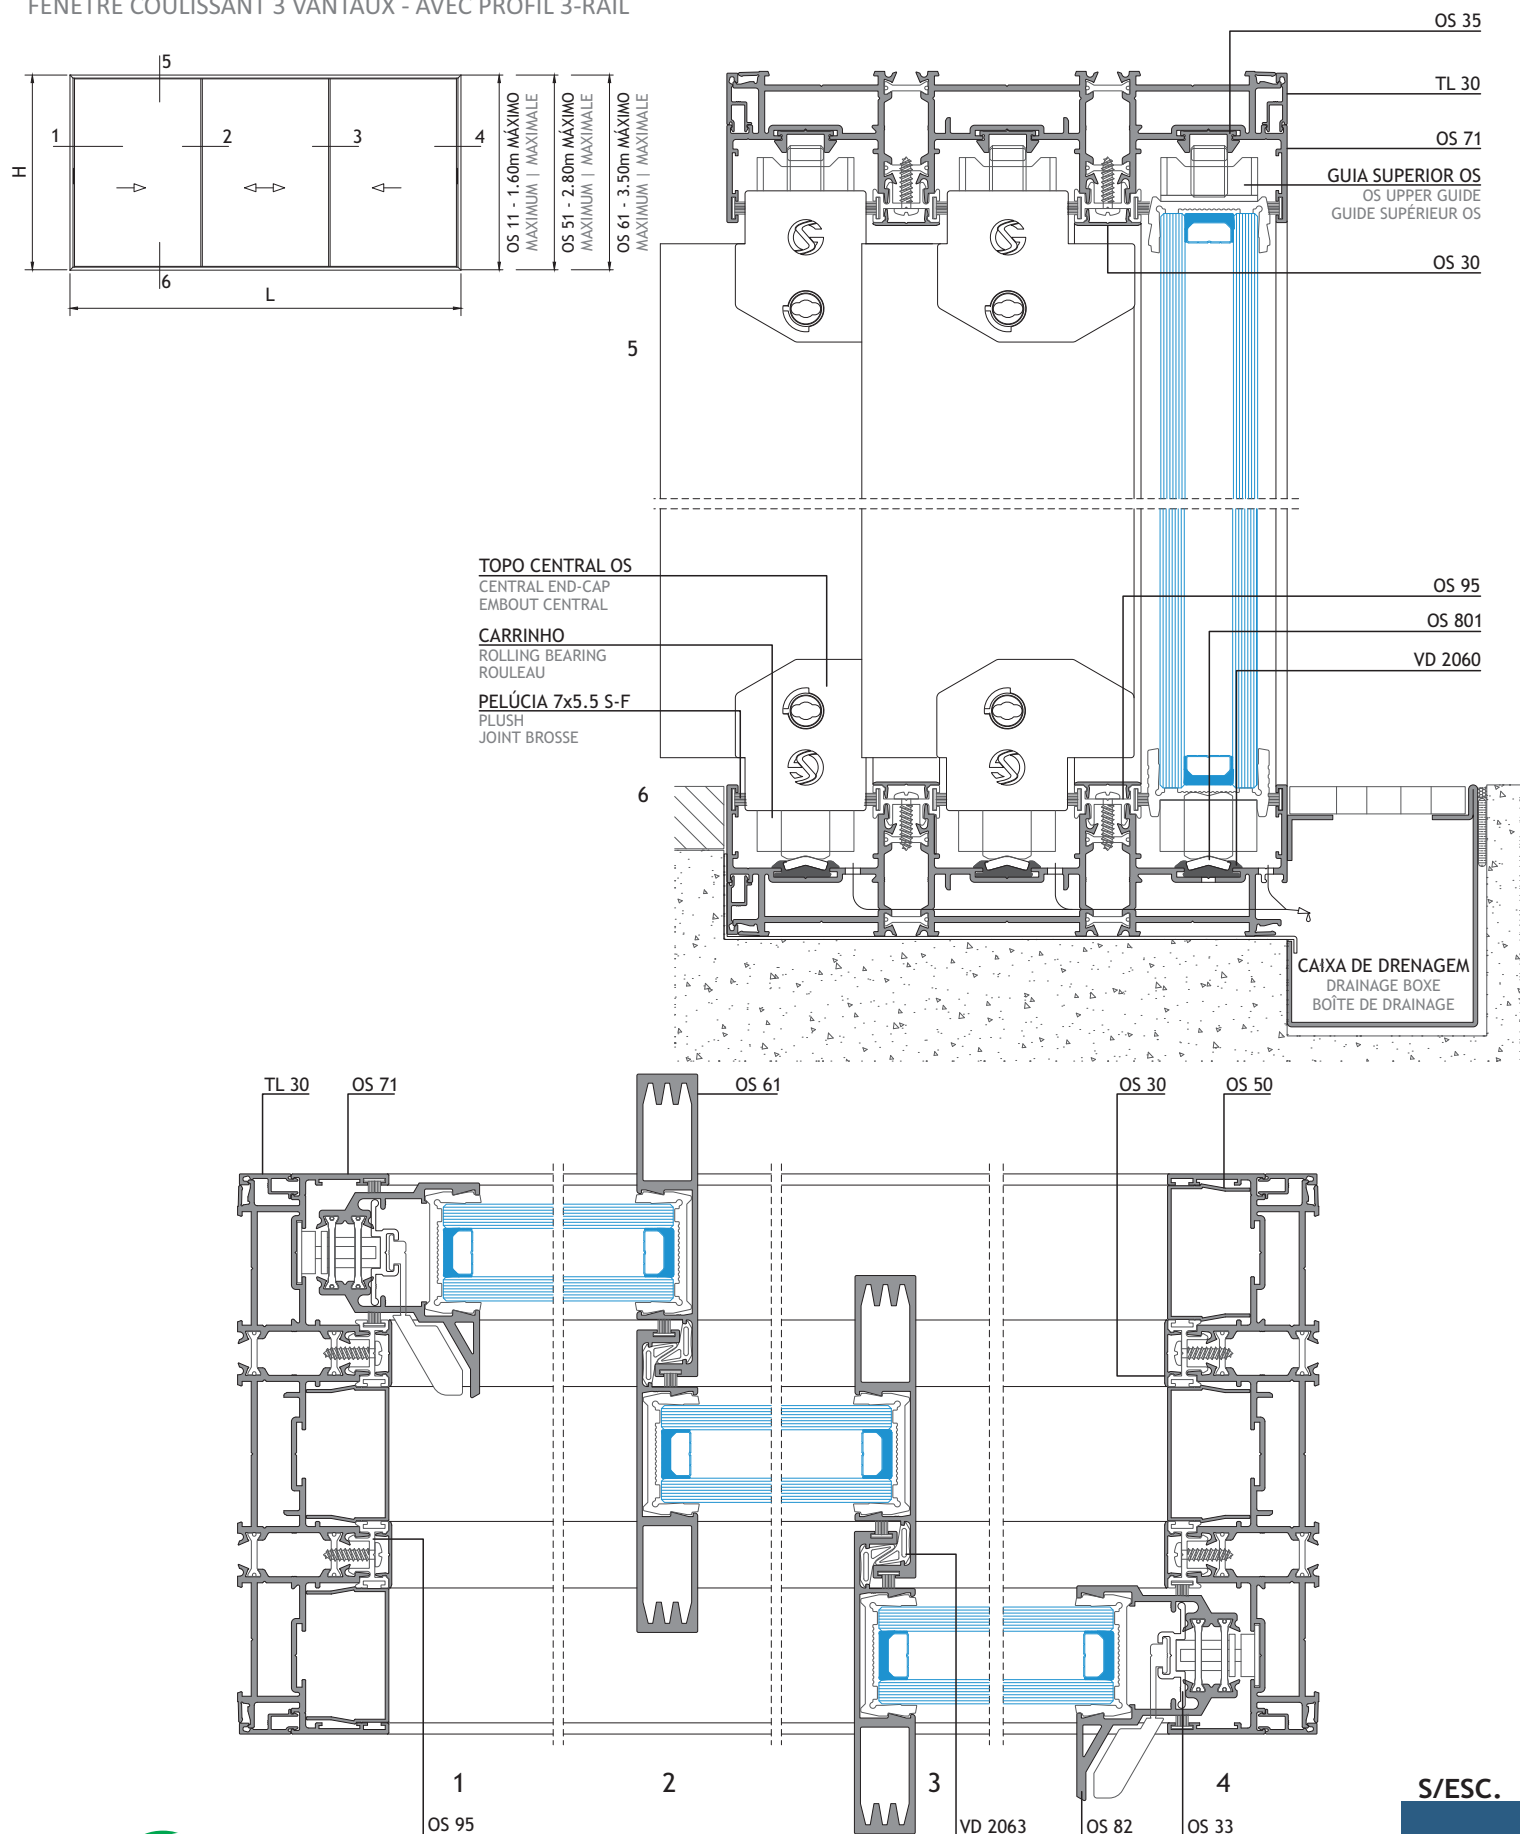 FENÊTRE COULISSANT 3 VANTAUX - AVEC PROFIL 3-RAIL
5
1
2
3
4
6
H
L
OS 11 - 1.60m MÁXIMO
MAXIMUM | MAXIMALE
OS 51 - 2.80m MÁXIMO
MAXIMUM | MAXIMALE
OS 61 - 3.50m MÁXIMO
MAXIMUM | MAXIMALE
OS 35
TL 30
OS 71
GUIA SUPERIOR OS
OS UPPER GUIDE
GUIDE SUPÉRIEUR OS
OS 30
5
TOPO CENTRAL OS
CENTRAL END-CAP
EMBOUT CENTRAL
CARRINHO
ROLLING BEARING
ROULEAU
PELÚCIA 7x5.5 S-F
PLUSH
JOINT BROSSE
OS 95
OS 801
VD 2060
6
CAIXA DE DRENAGEM
DRAINAGE BOXE
BOÎTE DE DRAINAGE
TL 30
OS 71
OS 61
OS 30
OS 50
1
2
3
4
OS 95
VD 2063
OS 82
OS 33
S/ESC.